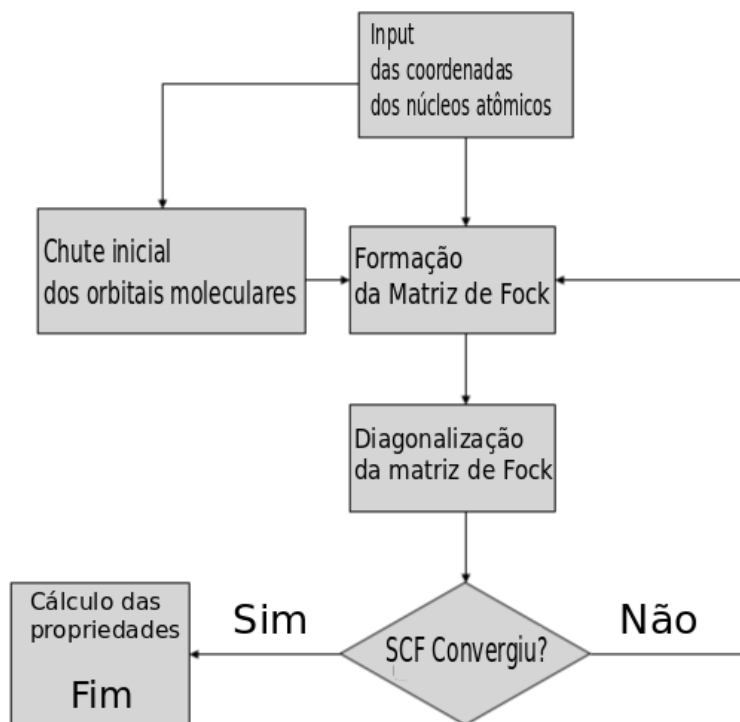 Input
das coordenadas
dos núcleos atômicos
Chute inicial
dos orbitais moleculares
Formação
da Matriz de Fock
Diagonalização
da matriz de Fock
SCF Convergiu?
Sim
Não
Cálculo das
propriedades
Fim